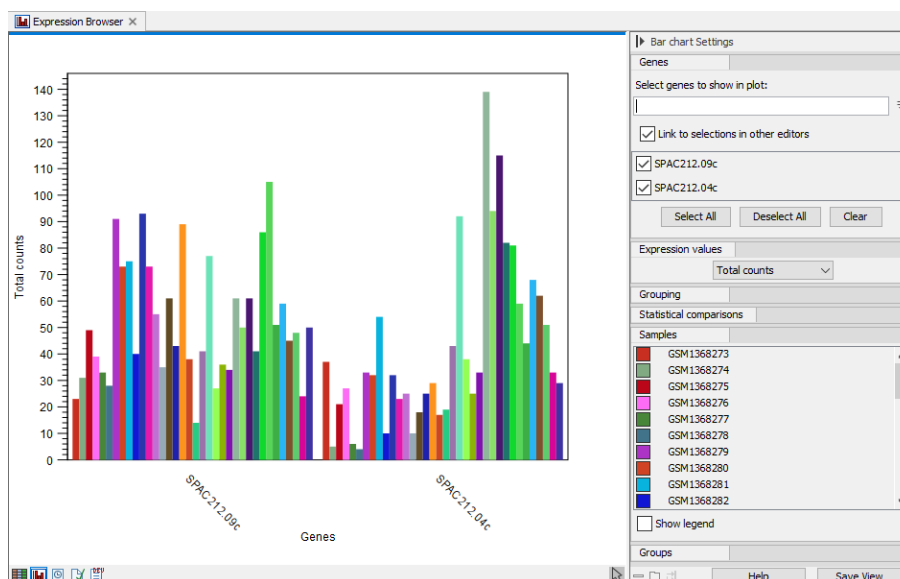 Expression Browser
140
130
120
110
100
90
80
70
60
50
40
30
20
10
0
Total counts
SPAC212.09c
SPAC212.04c
Genes
Bar chart Settings
Genes
Select genes to show in plot:
Link to selections in other editors
SPAC212.09c
SPAC212.04c
Select All Deselect All Clear
Expression values
Total counts
Grouping
Statistical comparisons
Samples
GSM1368273
GSM1368274
GSM1368275
GSM1368276
GSM1368277
GSM1368278
GSM1368279
GSM1368280
GSM1368281
GSM1368282
Show legend
Groups
Help Save View